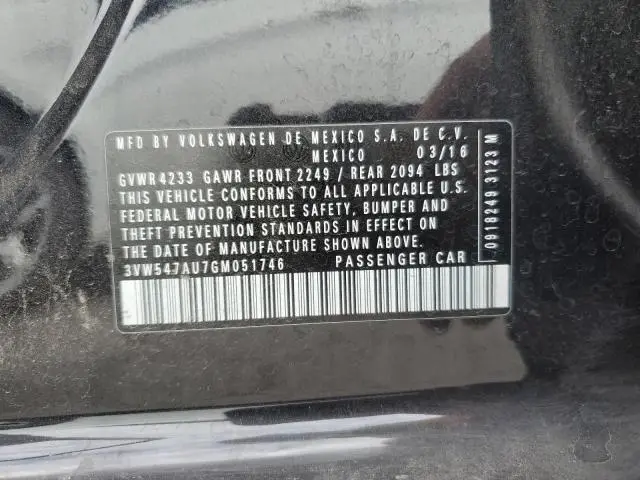 MFD BY VOLKSWAGEN DE MEXICO S.A. DE C.V.
MEXICO 03/16
GVWR 4233 GAWR FRONT 2249 / REAR 2094 LBS
THIS VEHICLE CONFORMS TO ALL APPLICABLE U.S.
FEDERAL MOTOR VEHICLE SAFETY, BUMPER AND
THEFT PREVENTION STANDARDS IN EFFECT ON
THE DATE OF MANUFACTURE SHOWN ABOVE.
3VW547AU7GM051746 PASSENGER CAR
0918249 3123 M